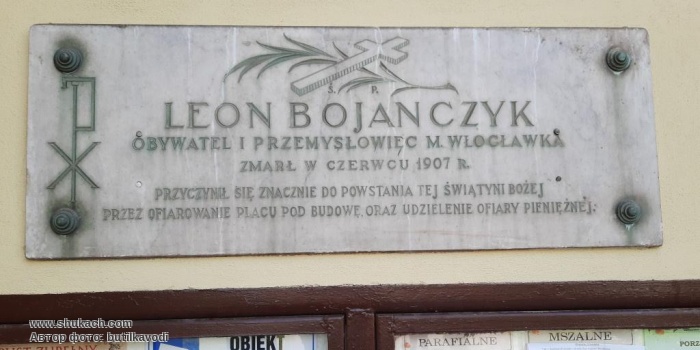 Ś. P.
LEON BOJAŃCZYK
OBYWATEL I PRZEMYSŁOWIEC M. WŁOCŁAWKA
ZMARŁ W CZERWCU 1907 R.
PRZYCZYNIŁ SIĘ ZNACZNIE DO POWSTANIA TEJ ŚWIĄTYNI BOŻEJ
PRZEZ OFIAROWANIE PLACU POD BUDOWĘ, ORAZ UDZIELENIE OFIARY PIENIĘŻNEJ.
www.shukach.com
Автор фото: butilkavodi
OBIEKT
PARAFIALNE
MSZALNE